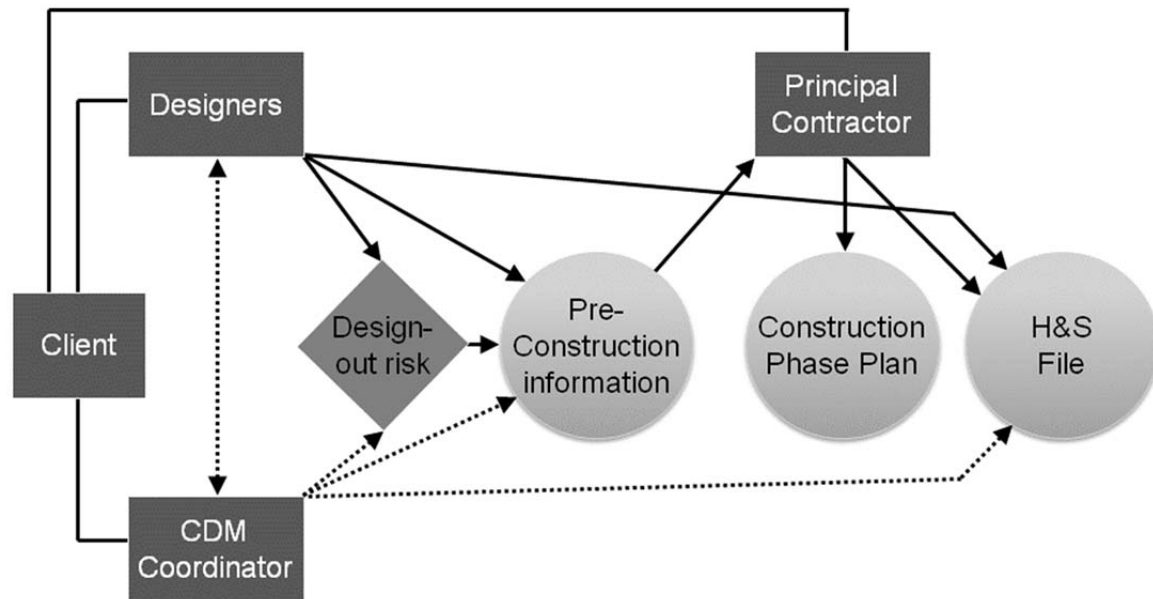 Designers
Principal
Contractor
Client
Design-
out risk
Pre-
Construction
information
Construction
Phase Plan
H&S
File
CDM
Coordinator